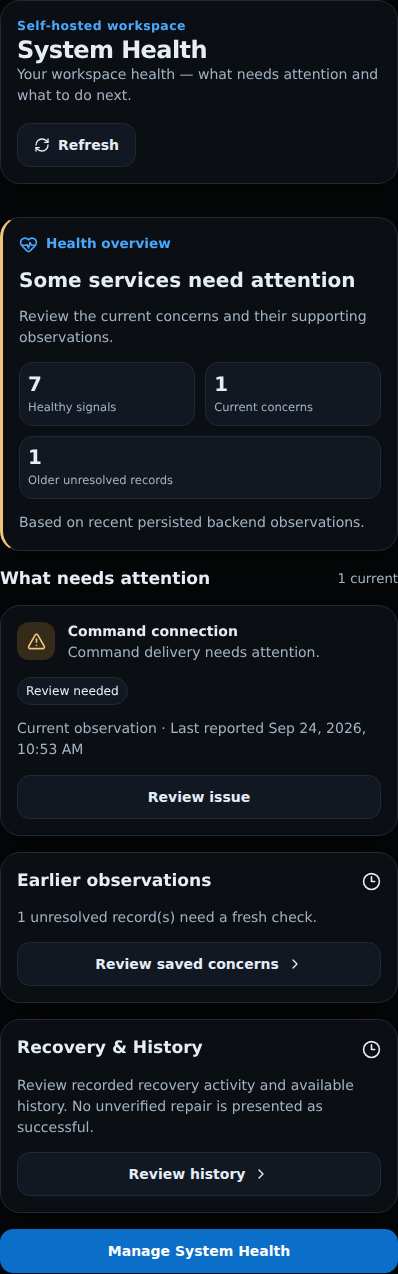 Self-hosted workspace
System Health
Your workspace health — what needs attention and
what to do next.
Refresh
Health overview
Some services need attention
Review the current concerns and their supporting
observations.
7
Healthy signals
1
Current concerns
1
Older unresolved records
Based on recent persisted backend observations.
What needs attention
1 current
Command connection
Command delivery needs attention.
Review needed
Current observation · Last reported Sep 24, 2026,
10:53 AM
Review issue
Earlier observations
1 unresolved record(s) need a fresh check.
Review saved concerns
Recovery & History
Review recorded recovery activity and available
history. No unverified repair is presented as
successful.
Review history
Manage System Health